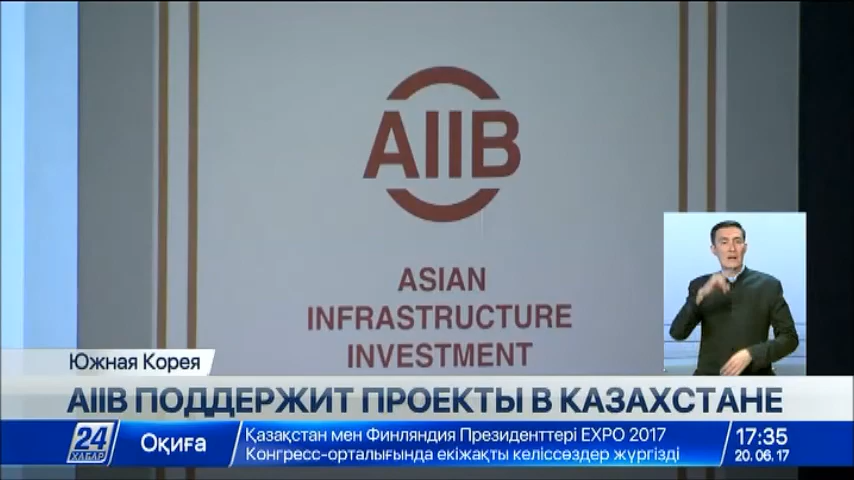 AIIB
ASIAN
INFRASTRUCTURE
INVESTMENT
Южная Корея
AIIB ПОДДЕРЖИТ ПРОЕКТЫ В КАЗАХСТАНЕ
24
ХАБАР
Оқиға
Қазақстан мен Финляндия Президенттері EXPO 2017
Конгресс-орталығында екіжақты келіссөздер жүргізді
17:35
20.06.17